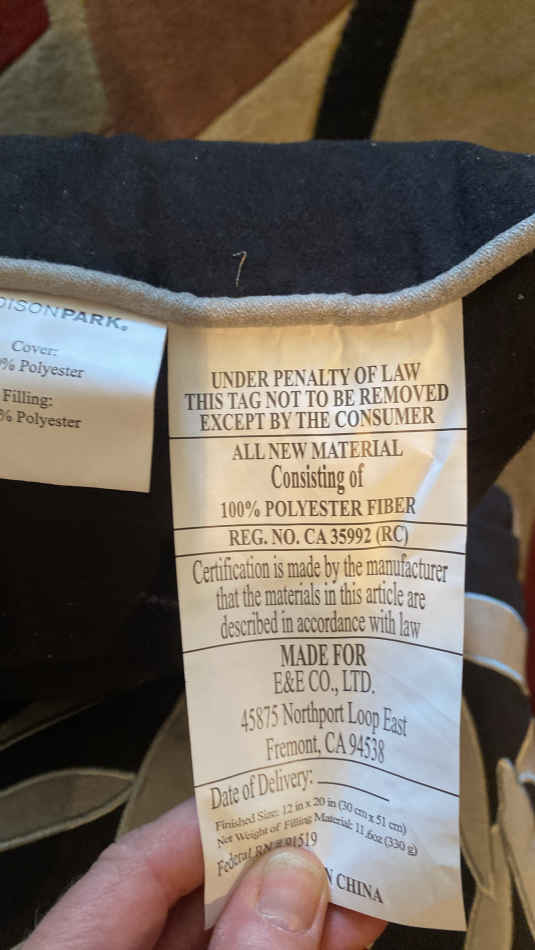 DISONPARK®
Cover:
% Polyester
Filling:
% Polyester
UNDER PENALTY OF LAW
THIS TAG NOT TO BE REMOVED
EXCEPT BY THE CONSUMER
ALL NEW MATERIAL
Consisting of
100% POLYESTER FIBER
REG. NO. CA 35992 (RC)
Certification is made by the manufacturer
that the materials in this article are
described in accordance with law
MADE FOR
E&E CO., LTD.
45875 Northport Loop East
Fremont, CA 94538
Date of Delivery:
Finished Size: 12 in x 20 in (30 cm x 51 cm)
Net Weight of Filling Material: 11.6oz (330 g)
Federal RN # 91519
N CHINA